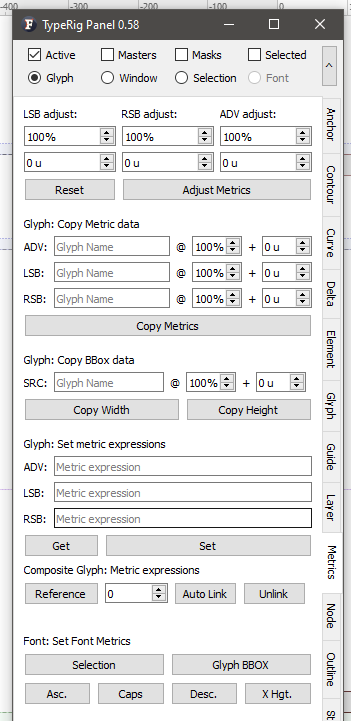 -400 -300 -200 -100 0
TypeRig Panel 0.58
Active Masters Masks Selected
Glyph Window Selection Font
LSB adjust: RSB adjust: ADV adjust:
100% 100% 100%
0 u 0 u 0 u
Reset Adjust Metrics
Glyph: Copy Metric data
ADV: Glyph Name @ 100% + 0 u
LSB: Glyph Name @ 100% + 0 u
RSB: Glyph Name @ 100% + 0 u
Copy Metrics
Glyph: Copy BBox data
SRC: Glyph Name @ 100% + 0 u
Copy Width Copy Height
Glyph: Set metric expressions
ADV: Metric expression
LSB: Metric expression
RSB: Metric expression
Get Set
Composite Glyph: Metric expressions
Reference 0 Auto Link Unlink
Font: Set Font Metrics
Selection Glyph BBOX
Asc. Caps Desc. X Hgt.
Anchor
Contour
Curve
Delta
Element
Glyph
Guide
Layer
Metrics
Node
Outline